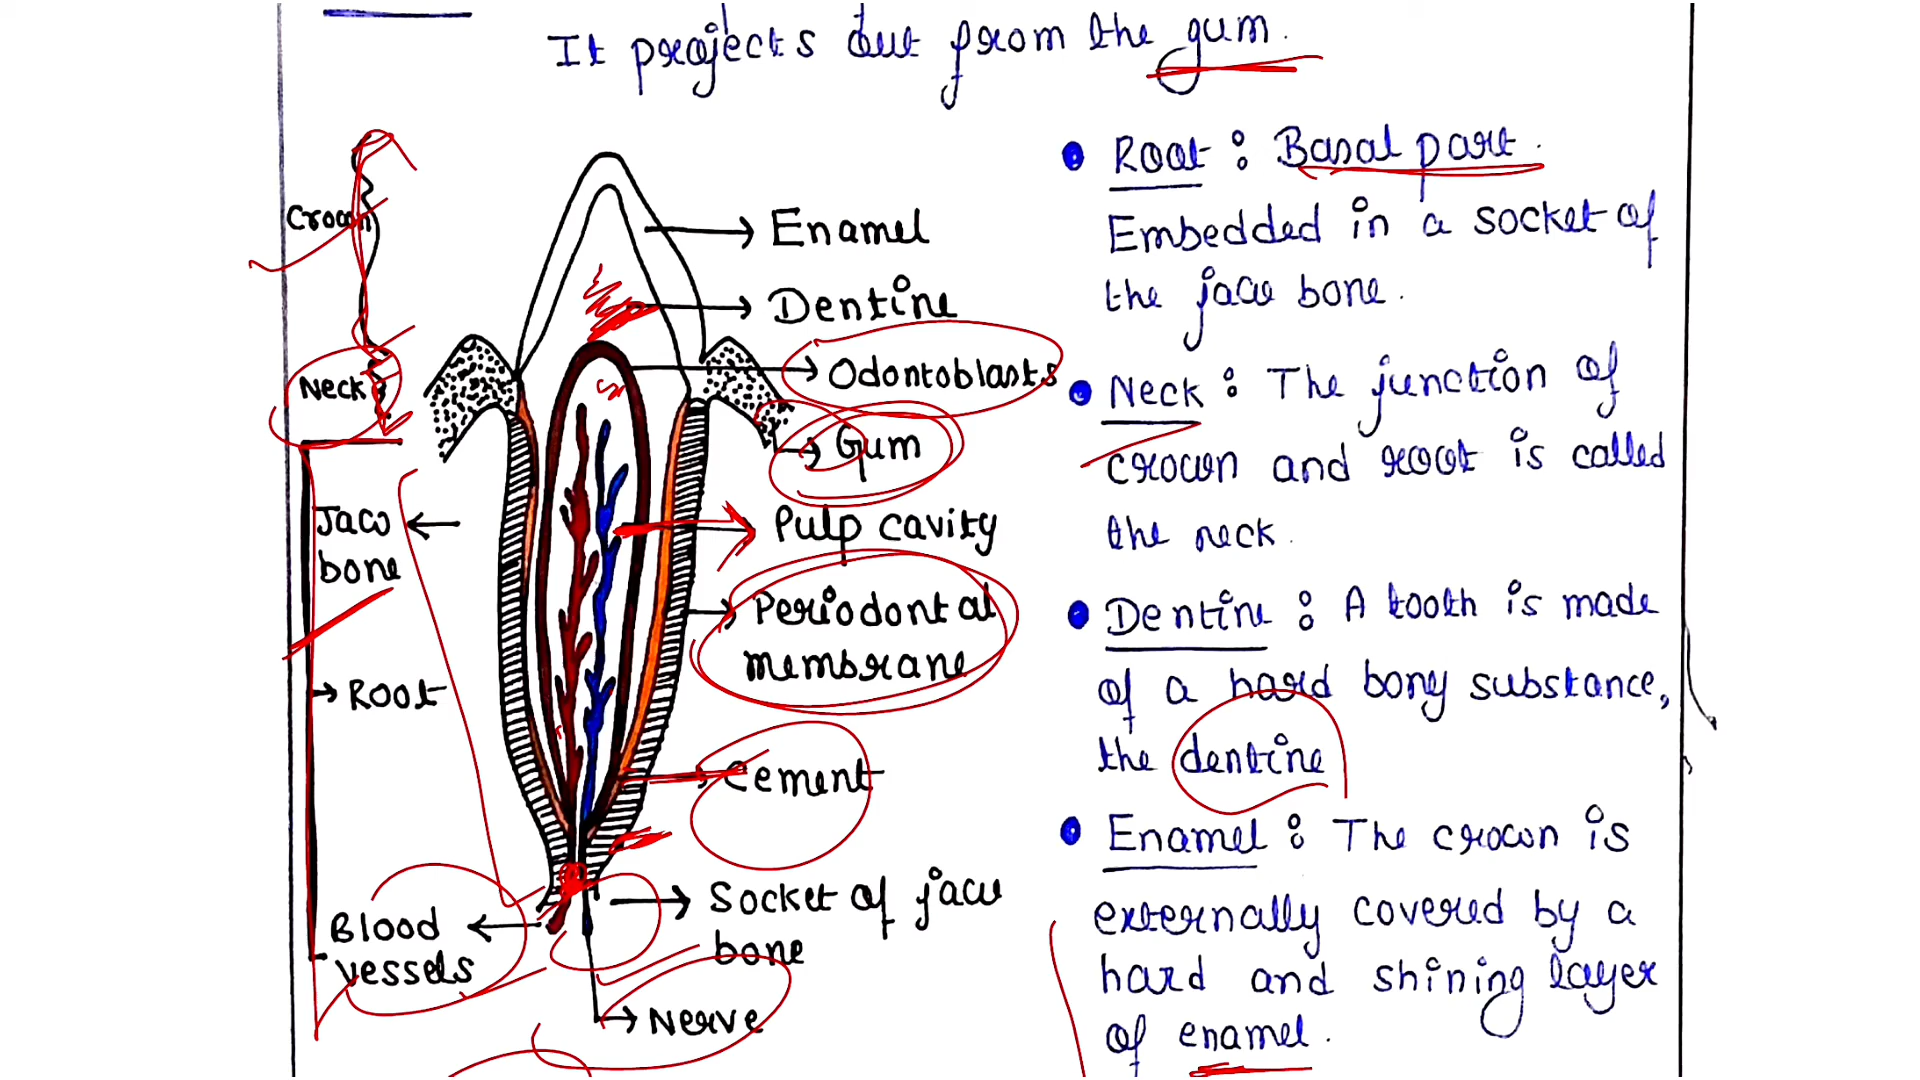 It projects out from the gum.
Crown
Neck
Jaw
bone
Root
Blood
vessels
Enamel
Dentine
Odontoblasts
Gum
Pulp cavity
Periodontal
membrane
Cement
Socket of jaw
bone
Nerve
Root : Basal part.
Embedded in a socket of
the jaw bone.
Neck : The junction of
crown and root is called
the neck.
Dentine : A tooth is made
of a hard bony substance,
the dentine
Enamel : The crown is
externally covered by a
hard and shining layer
of enamel.